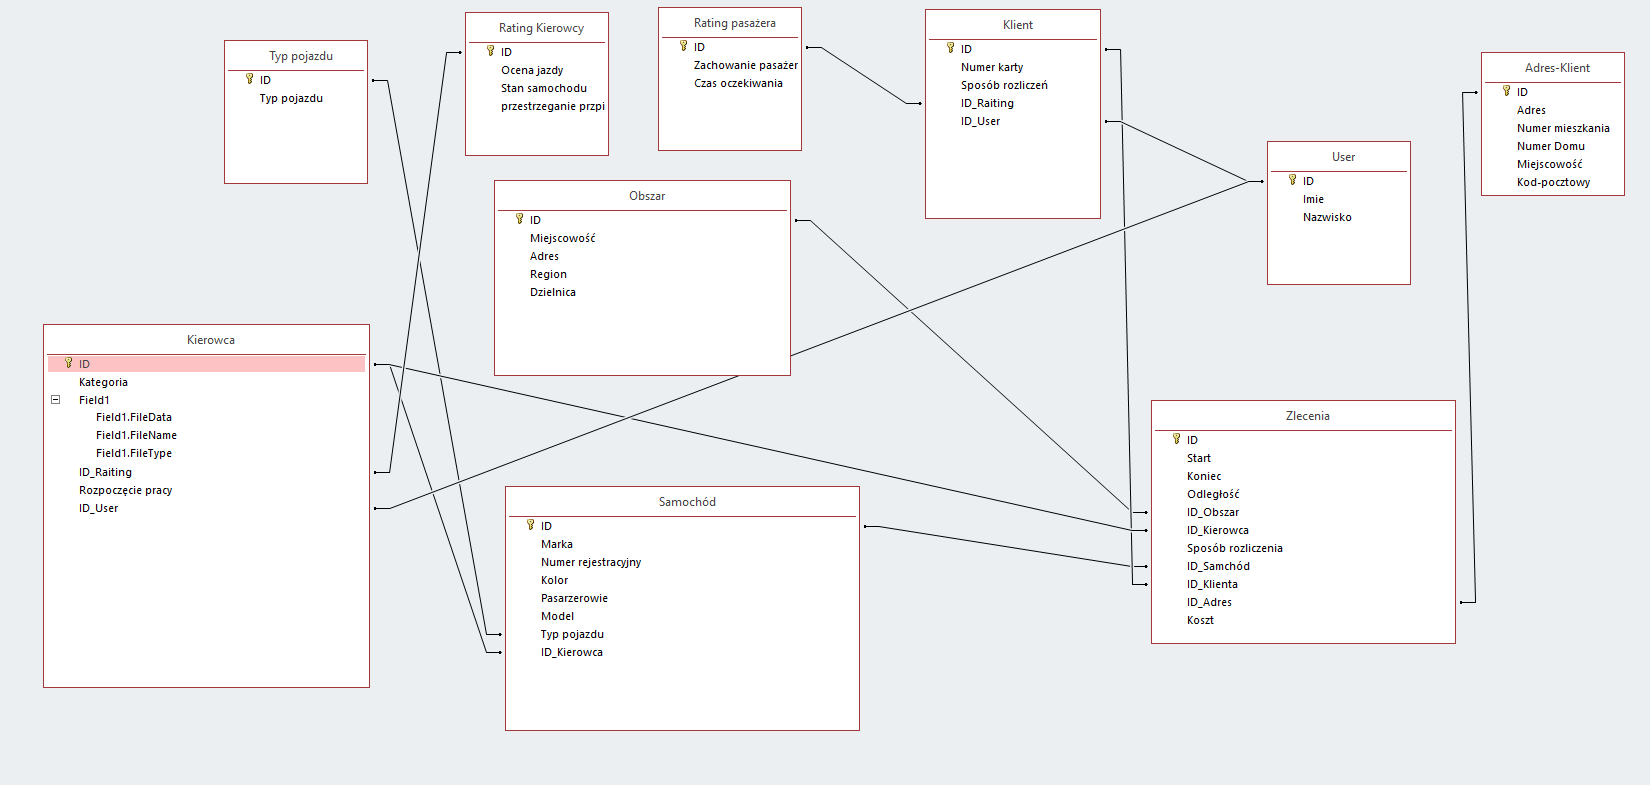 Typ pojazdu
ID
Typ pojazdu
Rating Kierowcy
ID
Ocena jazdy
Stan samochodu
przestrzeganie przpi
Rating pasażera
ID
Zachowanie pasażer
Czas oczekiwania
Klient
ID
Numer karty
Sposób rozliczeń
ID_Raiting
ID_User
User
ID
Imie
Nazwisko
Adres-Klient
ID
Adres
Numer mieszkania
Numer Domu
Miejscowość
Kod-pocztowy
Obszar
ID
Miejscowość
Adres
Region
Dzielnica
Kierowca
ID
Kategoria
Field1
Field1.FileData
Field1.FileName
Field1.FileType
ID_Raiting
Rozpoczęcie pracy
ID_User
Samochód
ID
Marka
Numer rejestracyjny
Kolor
Pasarzerowie
Model
Typ pojazdu
ID_Kierowca
Zlecenia
ID
Start
Koniec
Odległość
ID_Obszar
ID_Kierowca
Sposób rozliczenia
ID_Samchód
ID_Klienta
ID_Adres
Koszt